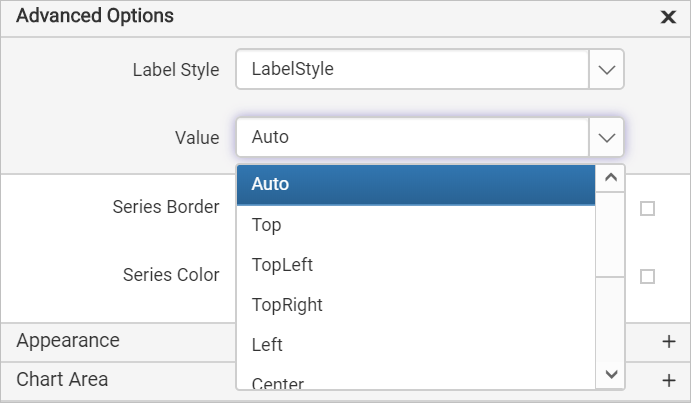 Advanced Options
Label Style LabelStyle
Value Auto
Auto
Series Border
Top
TopLeft
Series Color
TopRight
Appearance
Left
Chart Area
Center